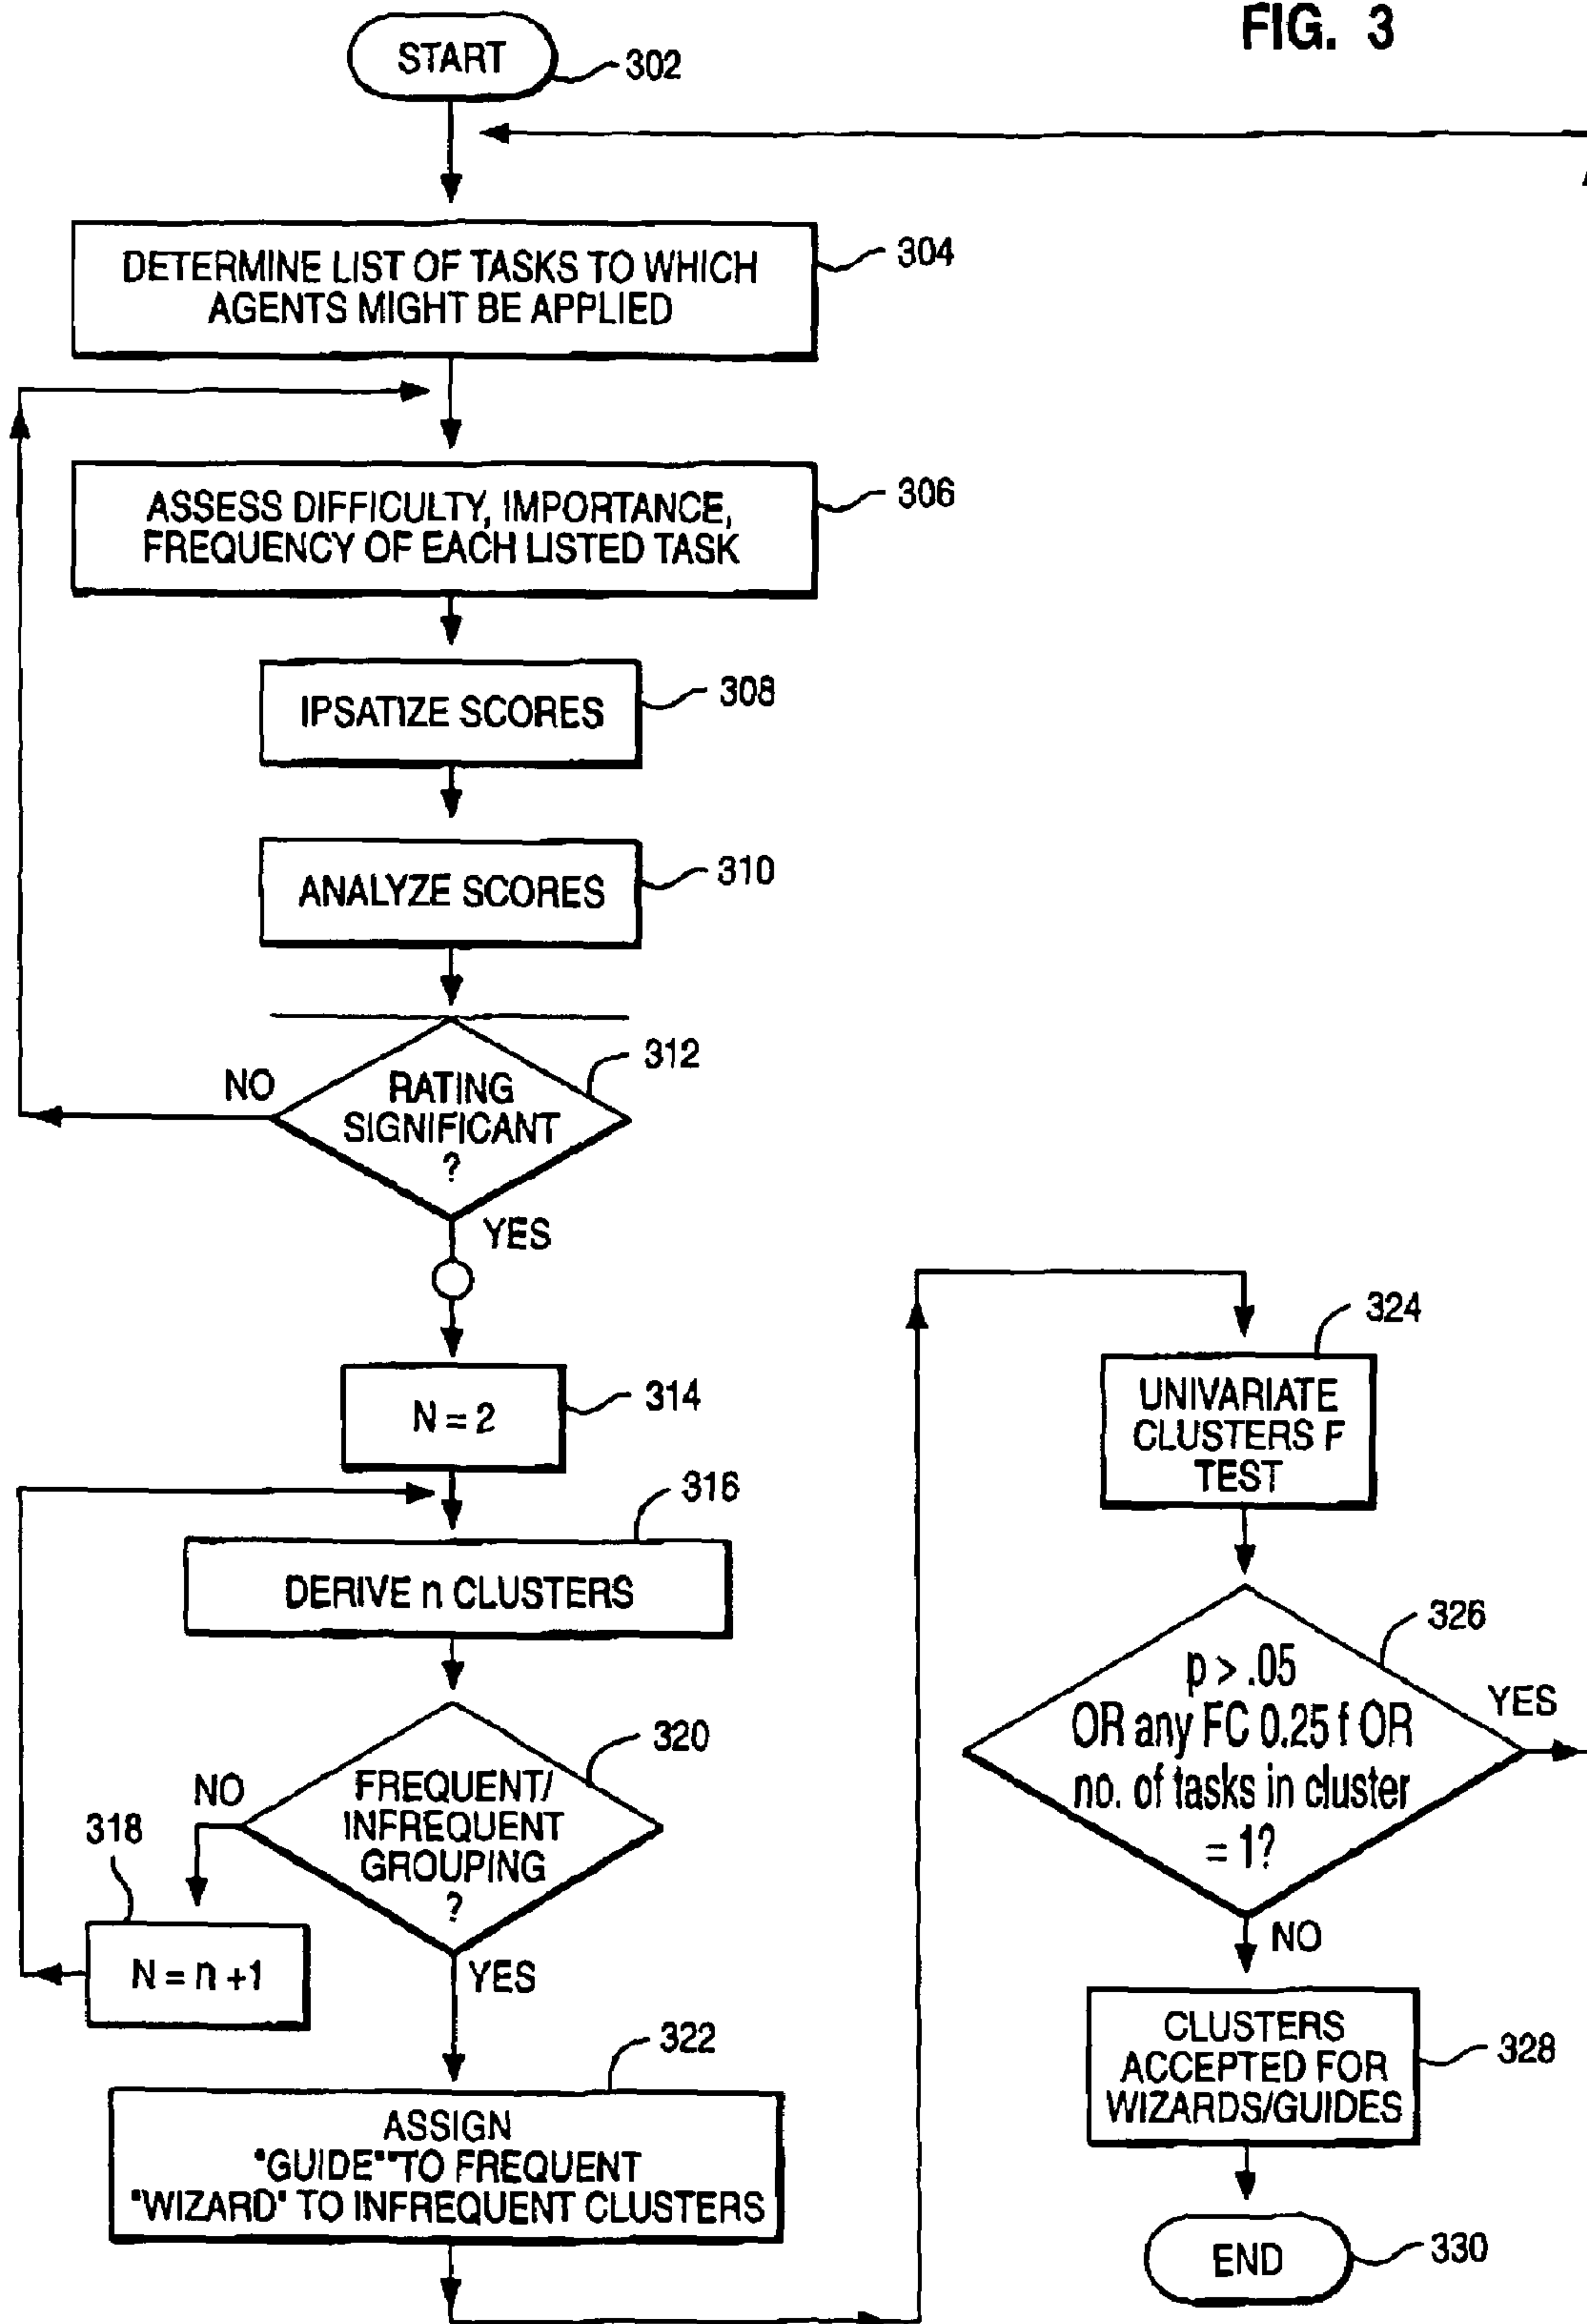 FIG. 3
START
302
DETERMINE LIST OF TASKS TO WHICH
AGENTS MIGHT BE APPLIED
304
ASSESS DIFFICULTY, IMPORTANCE,
FREQUENCY OF EACH LISTED TASK
306
IPSATIZE SCORES
308
ANALYZE SCORES
310
RATING
SIGNIFICANT
?
312
NO
YES
N = 2
314
DERIVE n CLUSTERS
316
FREQUENT/
INFREQUENT
GROUPING
?
320
NO
318
N = n +1
YES
322
ASSIGN
"GUIDE" TO FREQUENT
"WIZARD" TO INFREQUENT CLUSTERS
324
UNIVARIATE
CLUSTERS F
TEST
326
p > .05
OR any FC 0.25 f OR
no. of tasks in cluster
= 1?
YES
NO
CLUSTERS
ACCEPTED FOR
WIZARDS/GUIDES
328
END
330